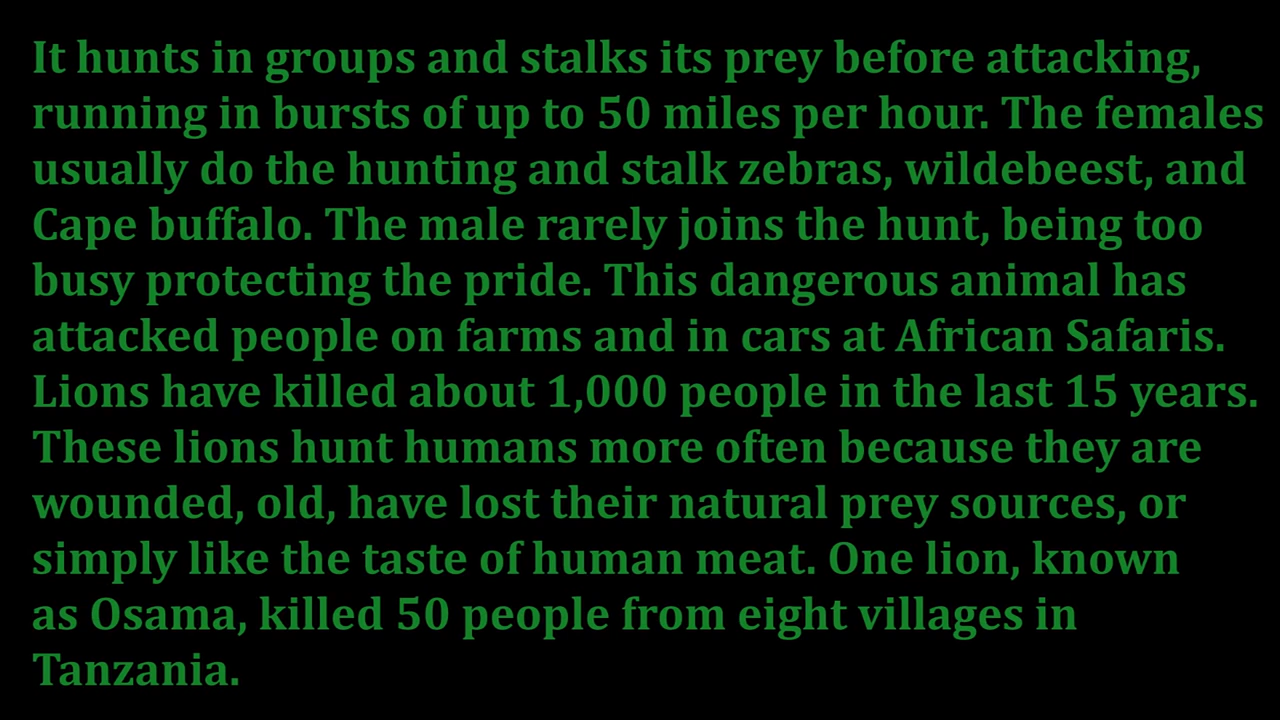 It hunts in groups and stalks its prey before attacking,
running in bursts of up to 50 miles per hour. The females
usually do the hunting and stalk zebras, wildebeest, and
Cape buffalo. The male rarely joins the hunt, being too
busy protecting the pride. This dangerous animal has
attacked people on farms and in cars at African Safaris.
Lions have killed about 1,000 people in the last 15 years.
These lions hunt humans more often because they are
wounded, old, have lost their natural prey sources, or
simply like the taste of human meat. One lion, known
as Osama, killed 50 people from eight villages in
Tanzania.